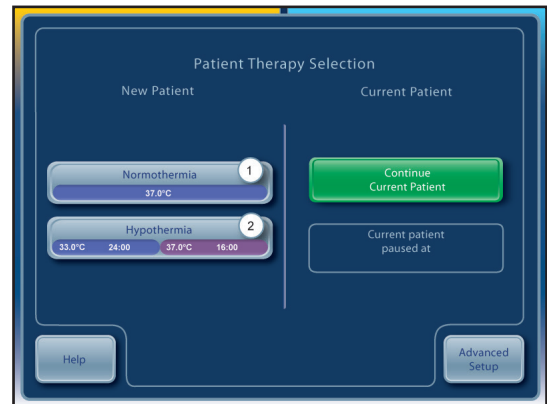 Patient Therapy Selection
New Patient
Current Patient
Normothermia
1
37.0°C
Hypothermia
2
33.0°C 24:00 37.0°C 16:00
Continue
Current Patient
Current patient
paused at
Help
Advanced
Setup